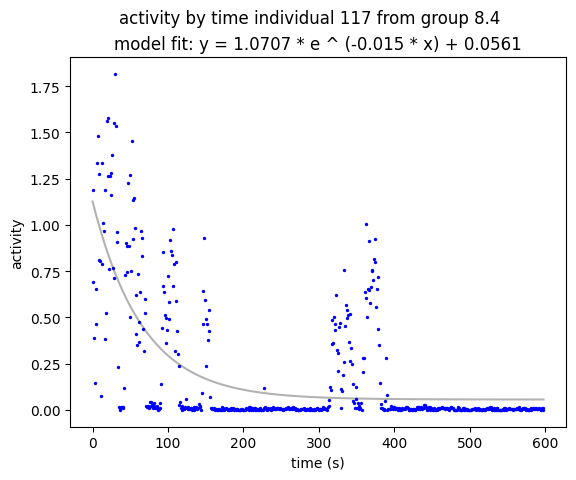 activity by time individual 117 from group 8.4
model fit: y = 1.0707 * e ^ (-0.015 * x) + 0.0561
1.75
1.50
1.25
1.00
0.75
0.50
0.25
0.00
activity
0 100 200 300 400 500 600
time (s)